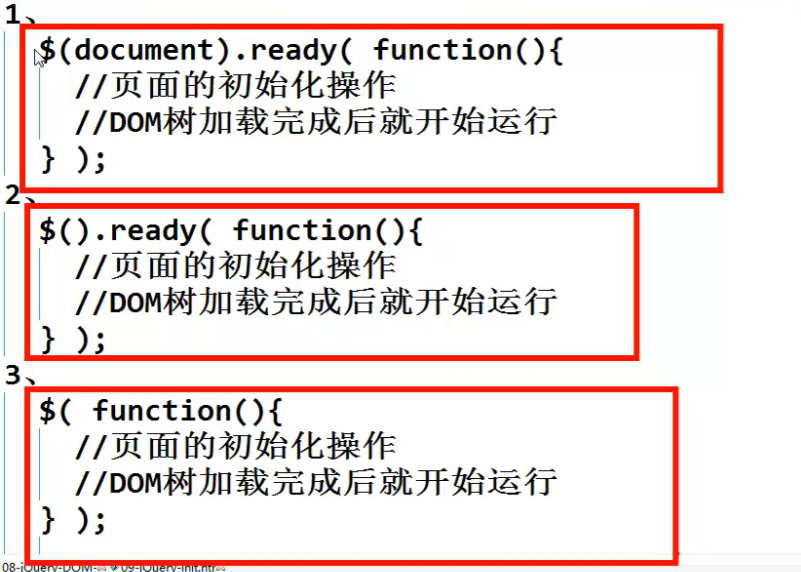 1、
$(document).ready( function(){
//页面的初始化操作
//DOM树加载完成后就开始运行
} );
2、
$().ready( function(){
//页面的初始化操作
//DOM树加载完成后就开始运行
} );
3、
$( function(){
//页面的初始化操作
//DOM树加载完成后就开始运行
} );